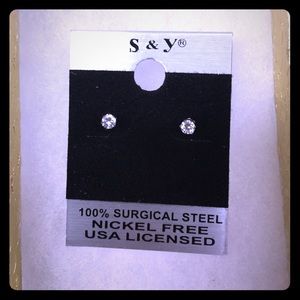 S & Y®
100% SURGICAL STEEL
NICKEL FREE
USA LICENSED